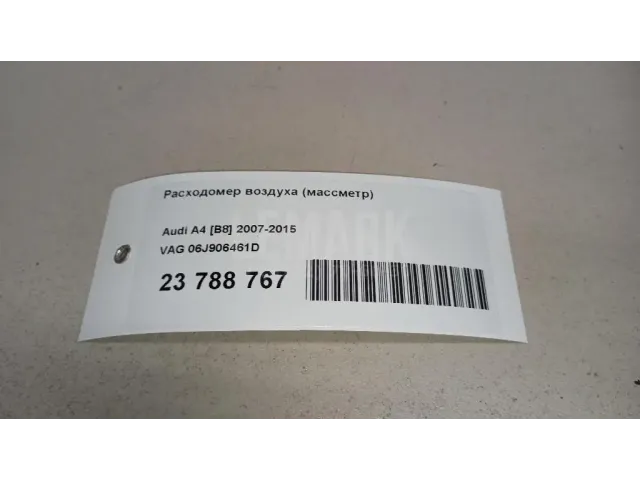 Расходомер воздуха (массметр)
Audi A4 [B8] 2007-2015
VAG 06J906461D
23 788 767